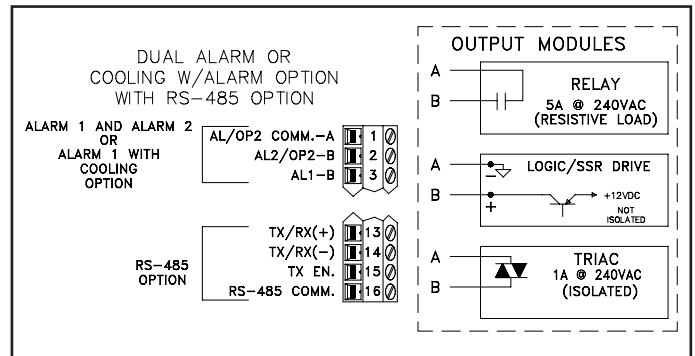 DUAL ALARM OR
COOLING W/ALARM OPTION
WITH RS-485 OPTION
ALARM 1 AND ALARM 2
OR
ALARM 1 WITH
COOLING
OPTION
AL/OP2 COMM.-A 1
AL2/OP2-B 2
AL1-B 3
RS-485
OPTION
TX/RX(+) 13
TX/RX(-) 14
TX EN. 15
RS-485 COMM. 16
OUTPUT MODULES
A
B
RELAY
5A @ 240VAC
(RESISTIVE LOAD)
A
B
-
+
LOGIC/SSR DRIVE
+12VDC
NOT
ISOLATED
A
B
TRIAC
1A @ 240VAC
(ISOLATED)